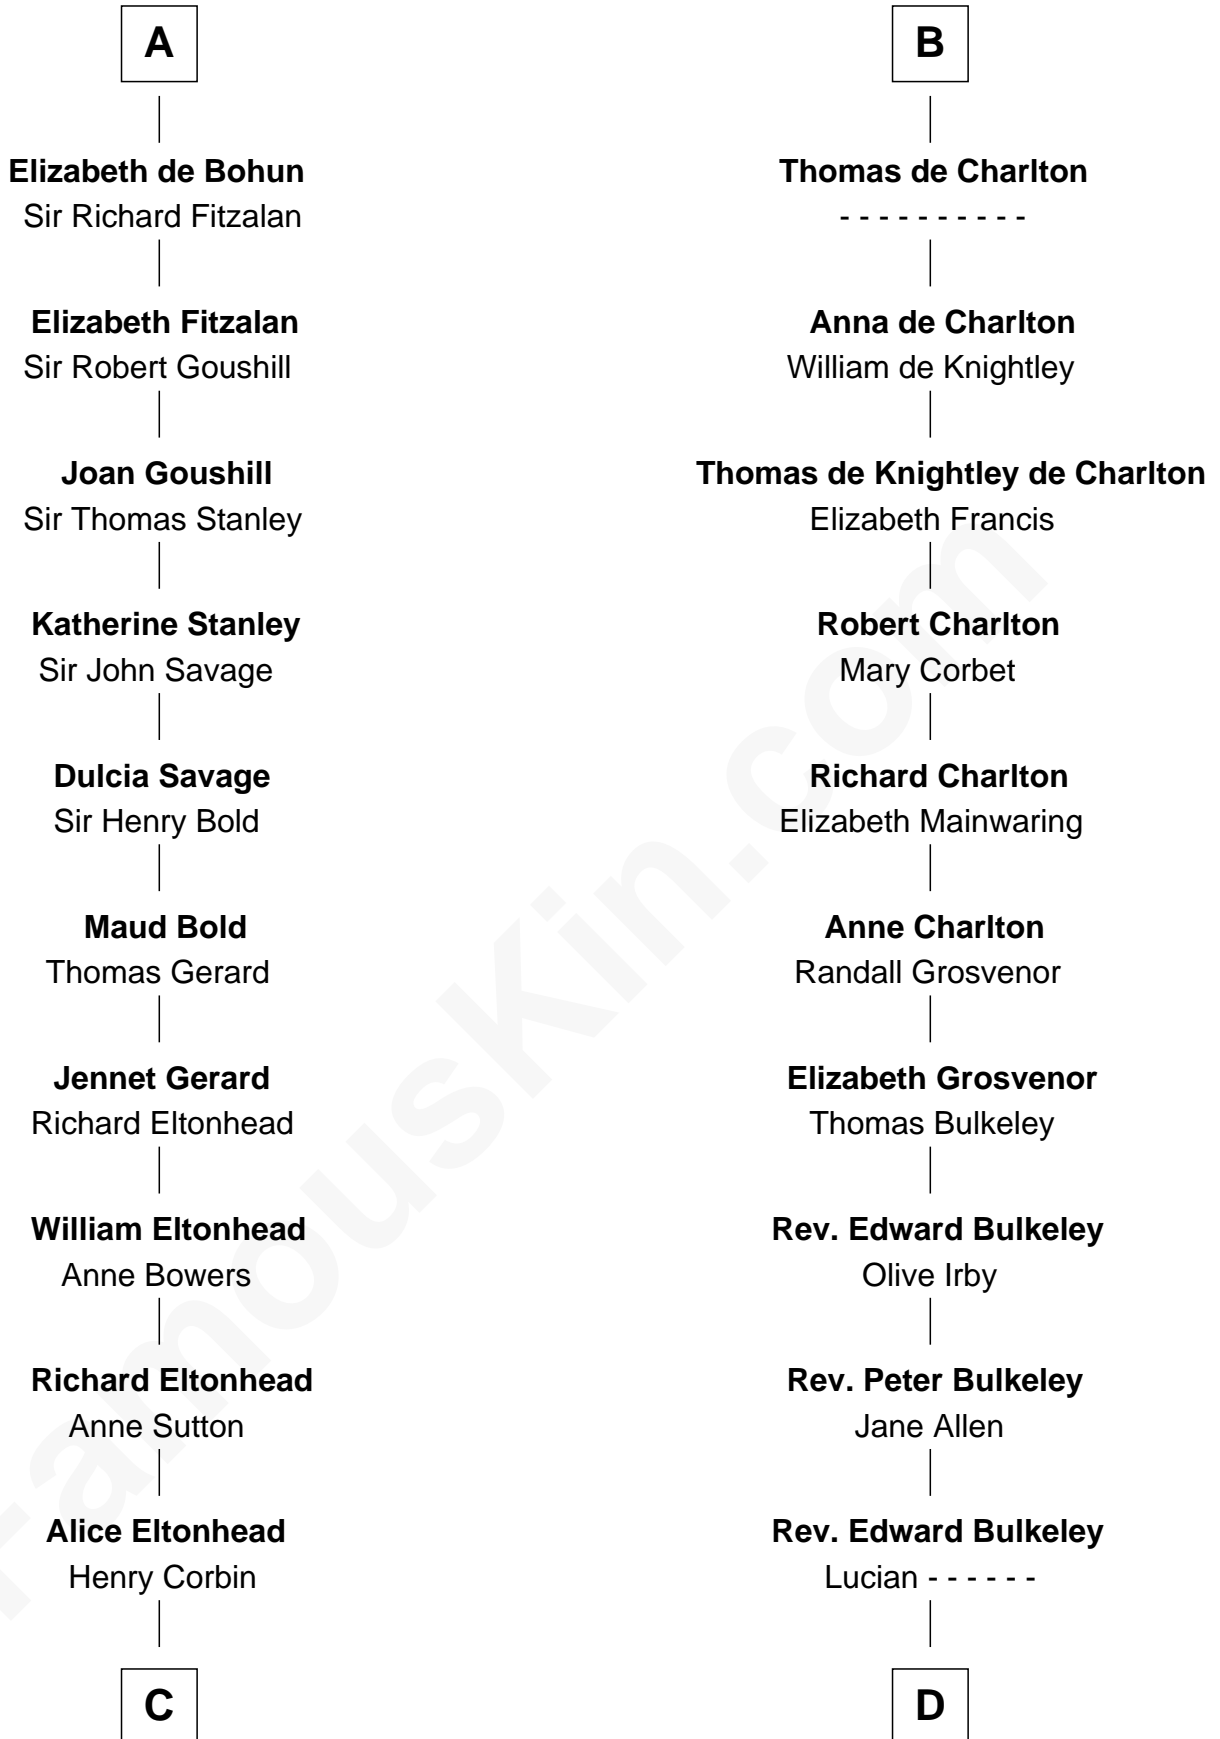 A
Elizabeth de Bohun
Sir Richard Fitzalan
Elizabeth Fitzalan
Sir Robert Goushill
Joan Goushill
Sir Thomas Stanley
Katherine Stanley
Sir John Savage
Dulcia Savage
Sir Henry Bold
Maud Bold
Thomas Gerard
Jennet Gerard
Richard Eltonhead
William Eltonhead
Anne Bowers
Richard Eltonhead
Anne Sutton
Alice Eltonhead
Henry Corbin
C
B
Thomas de Charlton
- - - - - - - - - -
Anna de Charlton
William de Knightley
Thomas de Knightley de Charlton
Elizabeth Francis
Robert Charlton
Mary Corbet
Richard Charlton
Elizabeth Mainwaring
Anne Charlton
Randall Grosvenor
Elizabeth Grosvenor
Thomas Bulkeley
Rev. Edward Bulkeley
Olive Irby
Rev. Peter Bulkeley
Jane Allen
Rev. Edward Bulkeley
Lucian - - - - - -
D
FamousKin.com